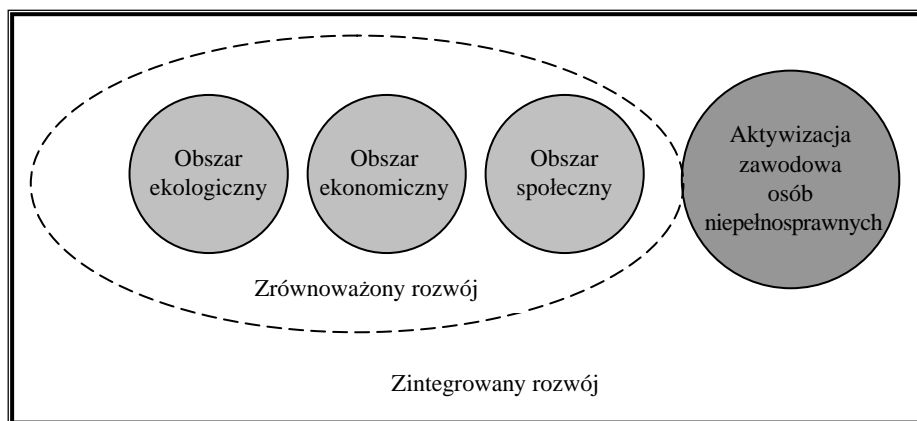 Obszar
ekologiczny
Obszar
ekonomiczny
Obszar
społeczny
Aktywizacja
zawodowa
osób
niepełnosprawnych
Zrównoważony rozwój
Zintegrowany rozwój